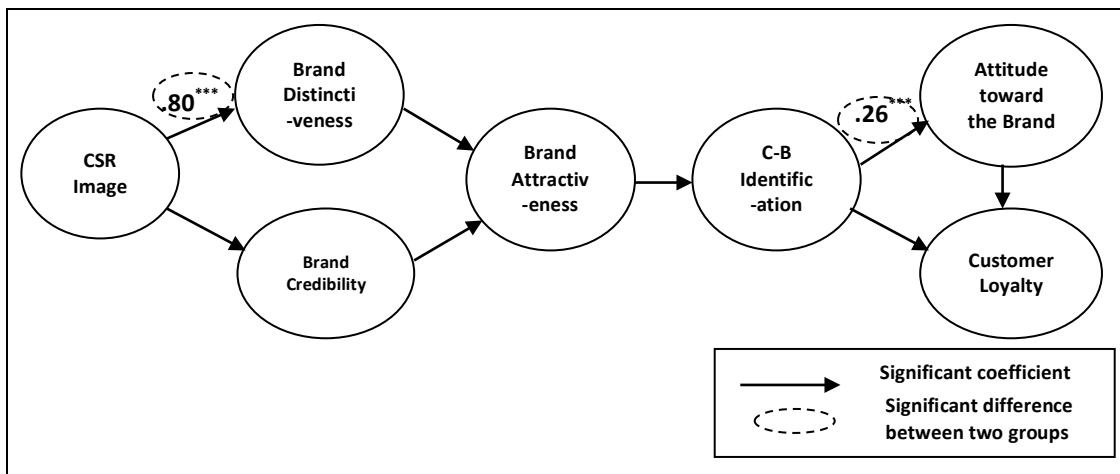 CSR
Image
.80***
Brand
Distincti
-veness
Brand
Credibility
Brand
Attractiv
-eness
C-B
Identific
-ation
.26***
Attitude
toward
the Brand
Customer
Loyalty
Significant coefficient
Significant difference
between two groups